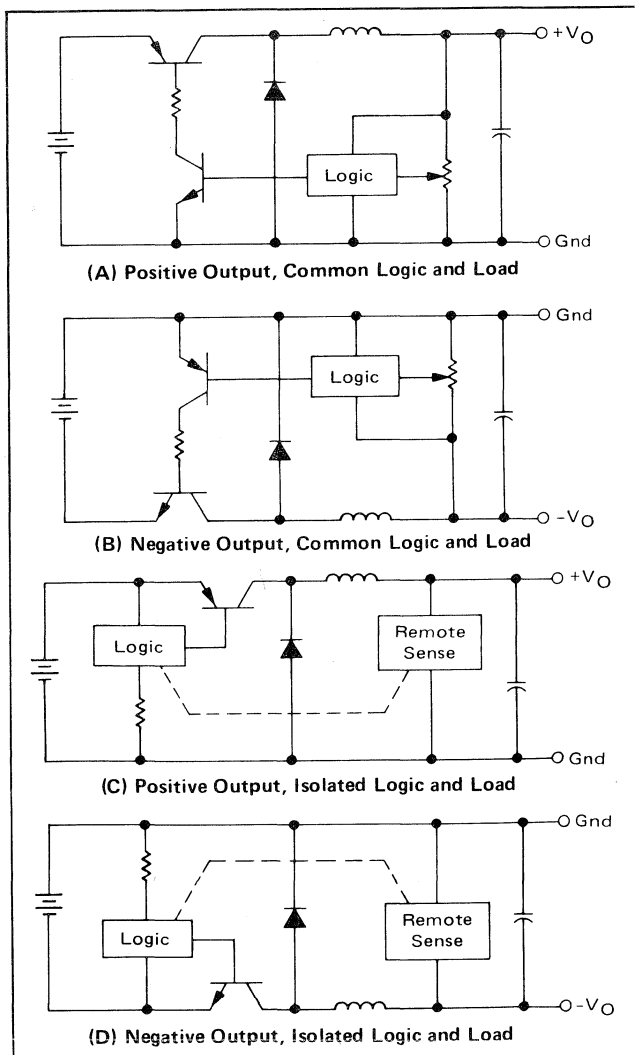 +VO
Logic
Gnd
(A) Positive Output, Common Logic and Load
Gnd
Logic
-VO
(B) Negative Output, Common Logic and Load
+VO
Logic
Remote
Sense
Gnd
(C) Positive Output, Isolated Logic and Load
Gnd
Logic
Remote
Sense
-VO
(D) Negative Output, Isolated Logic and Load